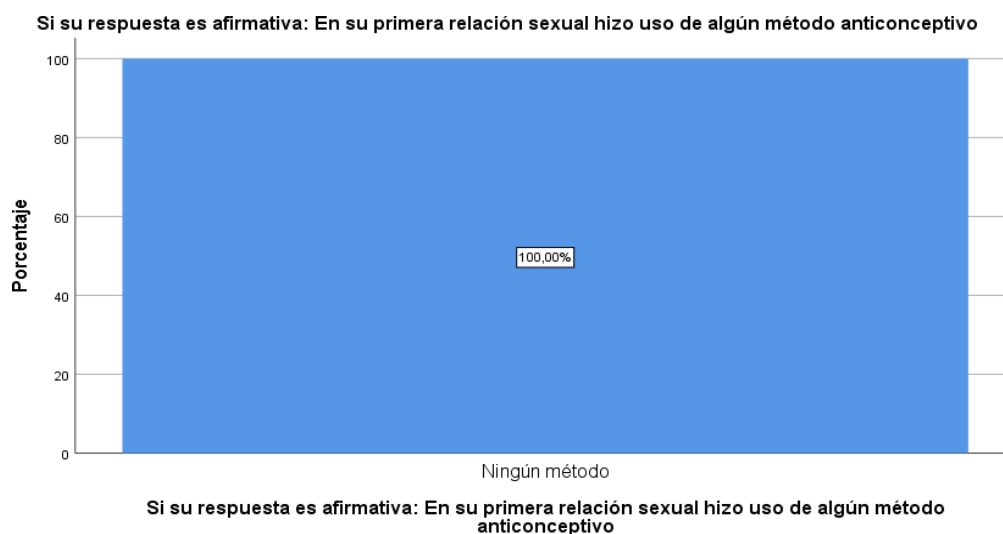 Si su respuesta es afirmativa: En su primera relación sexual hizo uso de algún método anticonceptivo
100
80
60
40
20
0
Porcentaje
100,00%
Ningún método
Si su respuesta es afirmativa: En su primera relación sexual hizo uso de algún método
anticonceptivo